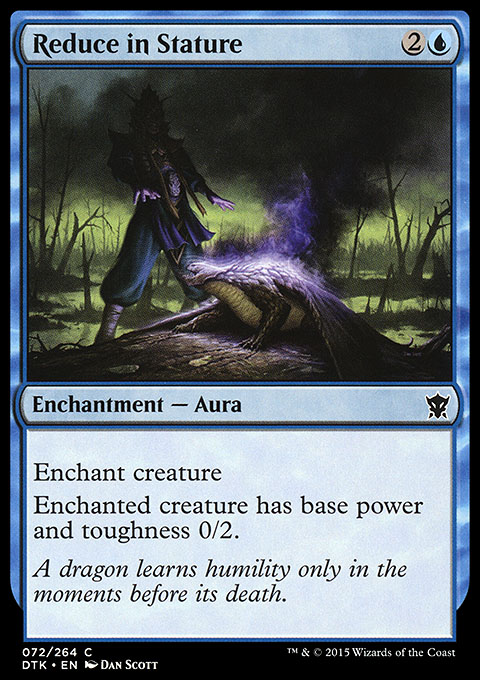 Reduce in Stature 2
Enchantment — Aura
Enchant creature
Enchanted creature has base power
and toughness 0/2.
A dragon learns humility only in the
moments before its death.
072/264 C
DTK • EN Dan Scott
™ & © 2015 Wizards of the Coast